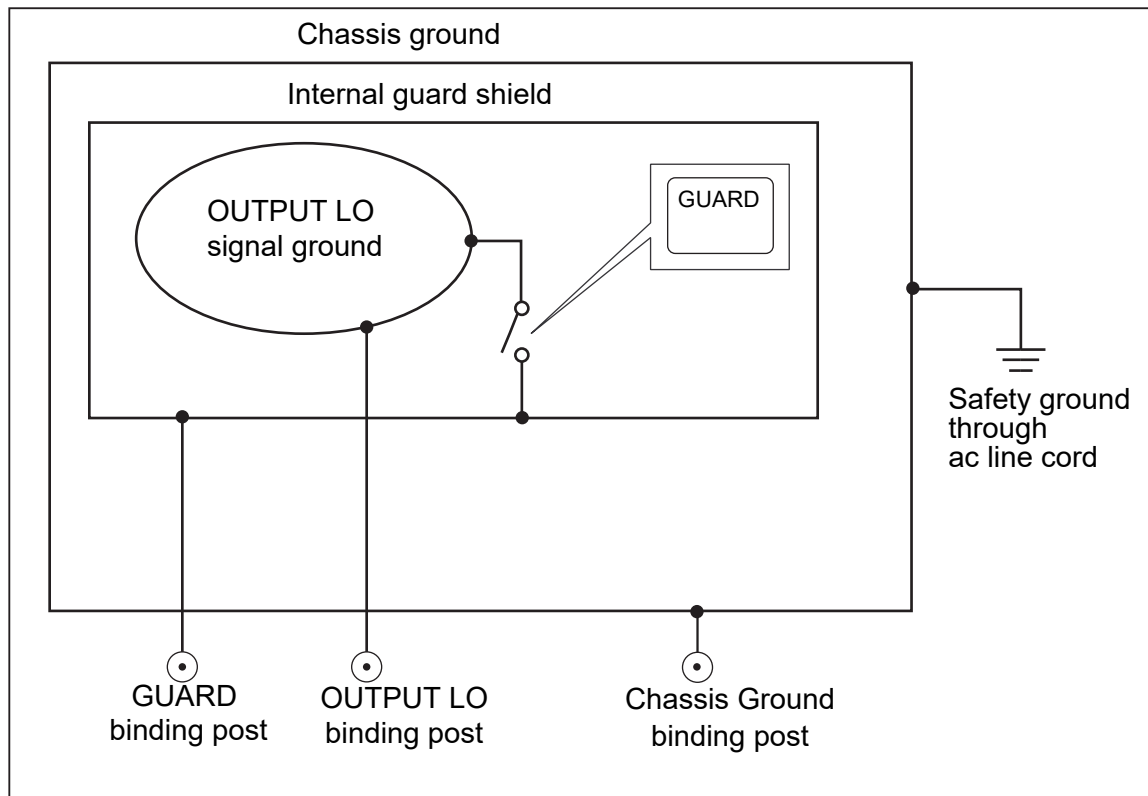 Chassis ground
Internal guard shield
OUTPUT LO
signal ground
GUARD
Safety ground
through
ac line cord
GUARD
binding post
OUTPUT LO
binding post
Chassis Ground
binding post